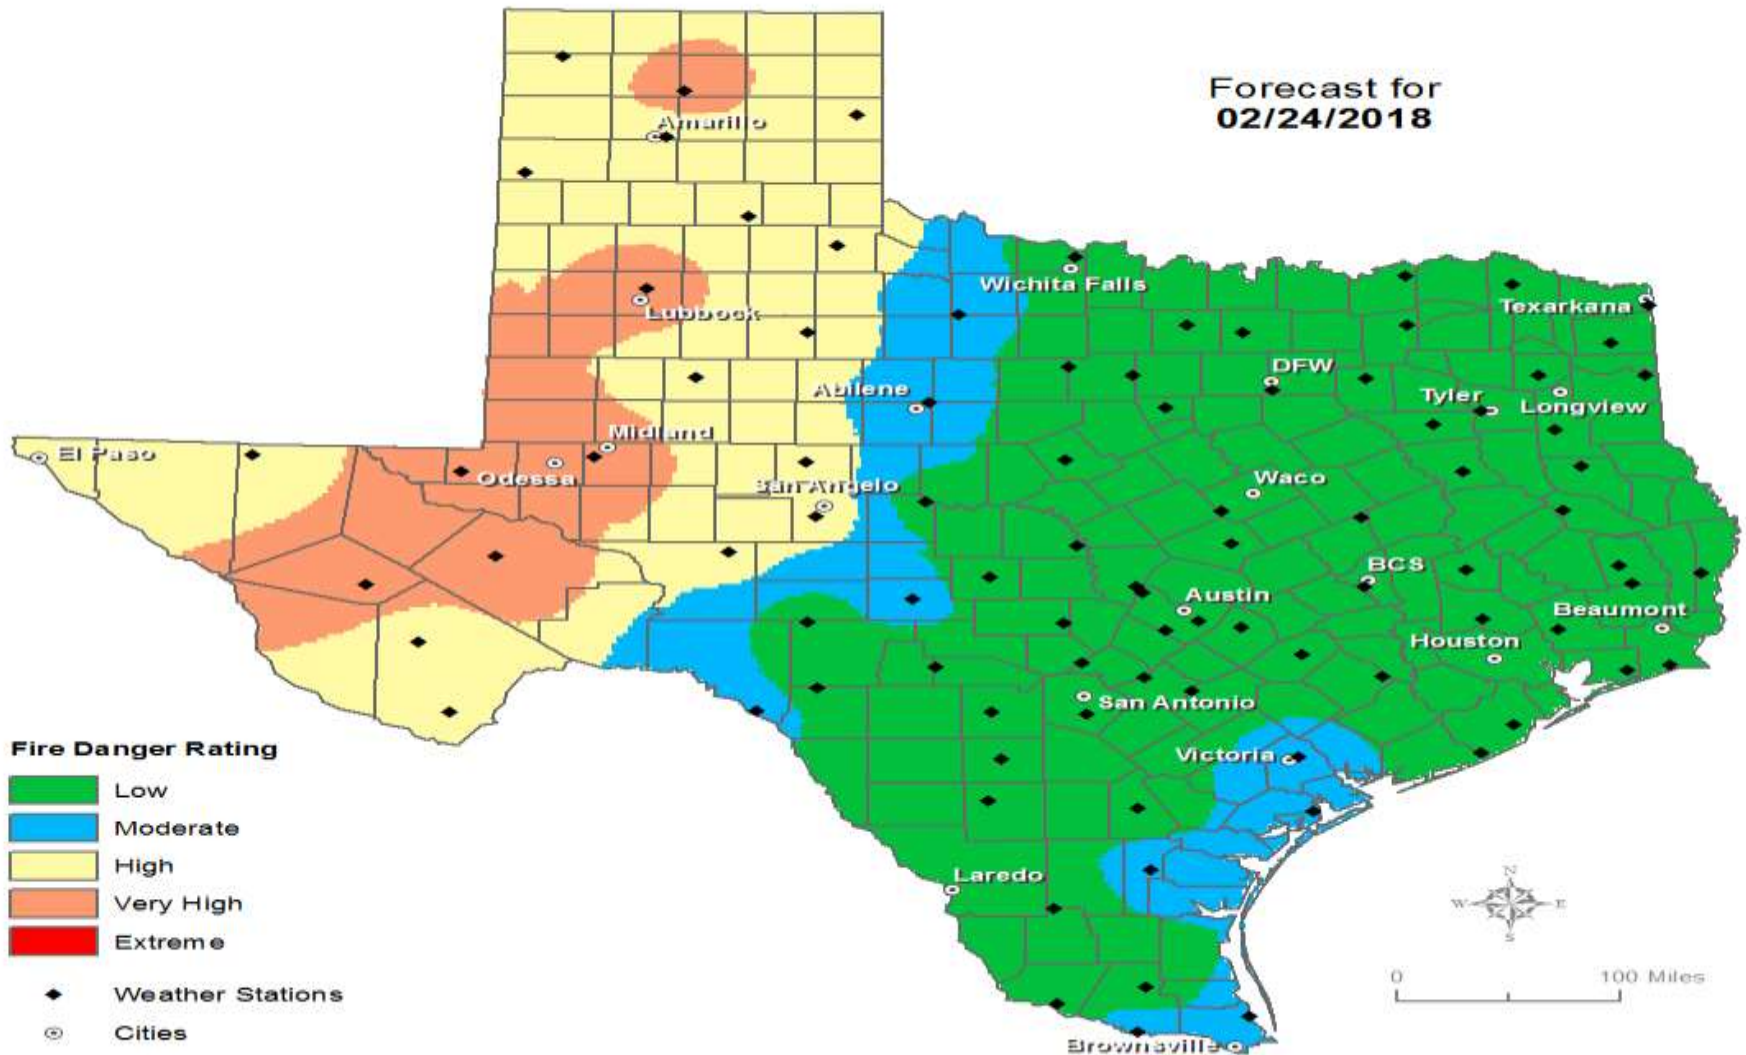 Forecast for
02/24/2018
Amarillo
Wichita Falls
Lubbock
Texarkana
DFW
Abilene
Tyler
Longview
Midland
El Paso
Odessa
San Angelo
Waco
BCS
Austin
Beaumont
Houston
San Antonio
Victoria
Laredo
Brownsville
Fire Danger Rating
Low
Moderate
High
Very High
Extreme
Weather Stations
Cities
N
W E
S
0 100 Miles